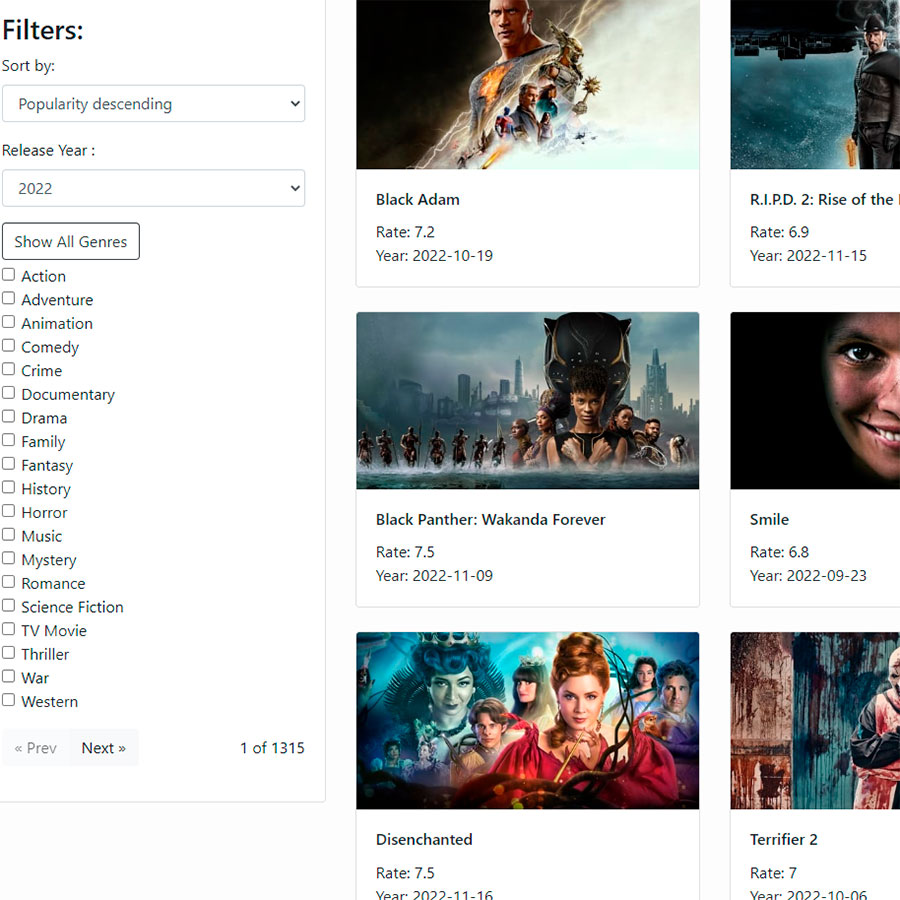 Filters:
Sort by:
Popularity descending
Release Year :
2022
Show All Genres
Action
Adventure
Animation
Comedy
Crime
Documentary
Drama
Family
Fantasy
History
Horror
Music
Mystery
Romance
Science Fiction
TV Movie
Thriller
War
Western
« Prev
Next »
1 of 1315
Black Adam
Rate: 7.2
Year: 2022-10-19
R.I.P.D. 2: Rise of the
Rate: 6.9
Year: 2022-11-15
Black Panther: Wakanda Forever
Rate: 7.5
Year: 2022-11-09
Smile
Rate: 6.8
Year: 2022-09-23
Disenchanted
Rate: 7.5
Year: 2022-11-16
Terrifier 2
Rate: 7
Year: 2022-10-06